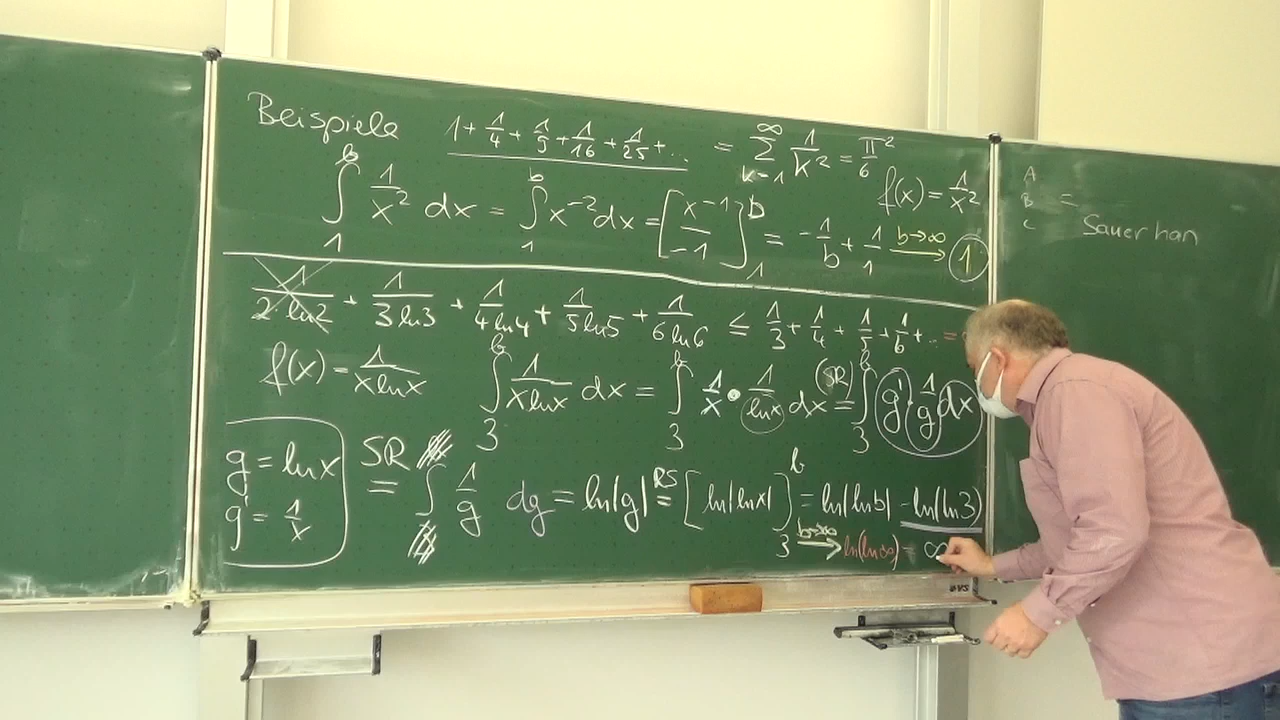 Beispiele 1 + 1/4 + 1/9 + 1/16 + 1/25 + ... = ∑_{k=1}^{∞} 1/k² = π²/6
f(x) = 1/x²
∫_1^b 1/x² dx = ∫_1^b x⁻² dx = [x⁻¹/-1]_1^b = -1/b + 1/1 b→∞ → 1
1/(2·ln2) + 1/(3 ln3) + 1/(4 ln4) + 1/(5 ln5) + 1/(6 ln6) ≤ 1/3 + 1/4 + 1/5 + 1/6 + ... =
f(x) = 1/(x ln x) ∫_3^b 1/(x ln x) dx = ∫_3^b 1/x · 1/(ln x) dx (SR) = ∫_3^b g' 1/g dx
g = ln x
g' = 1/x
SR = ∫ 1/g dg = ln|g| RS = [ln|ln x|]_3^b = ln|ln b| - ln(ln 3)
b→∞ → ln(ln ∞) = ∞
A
B =
C
Sauerhan